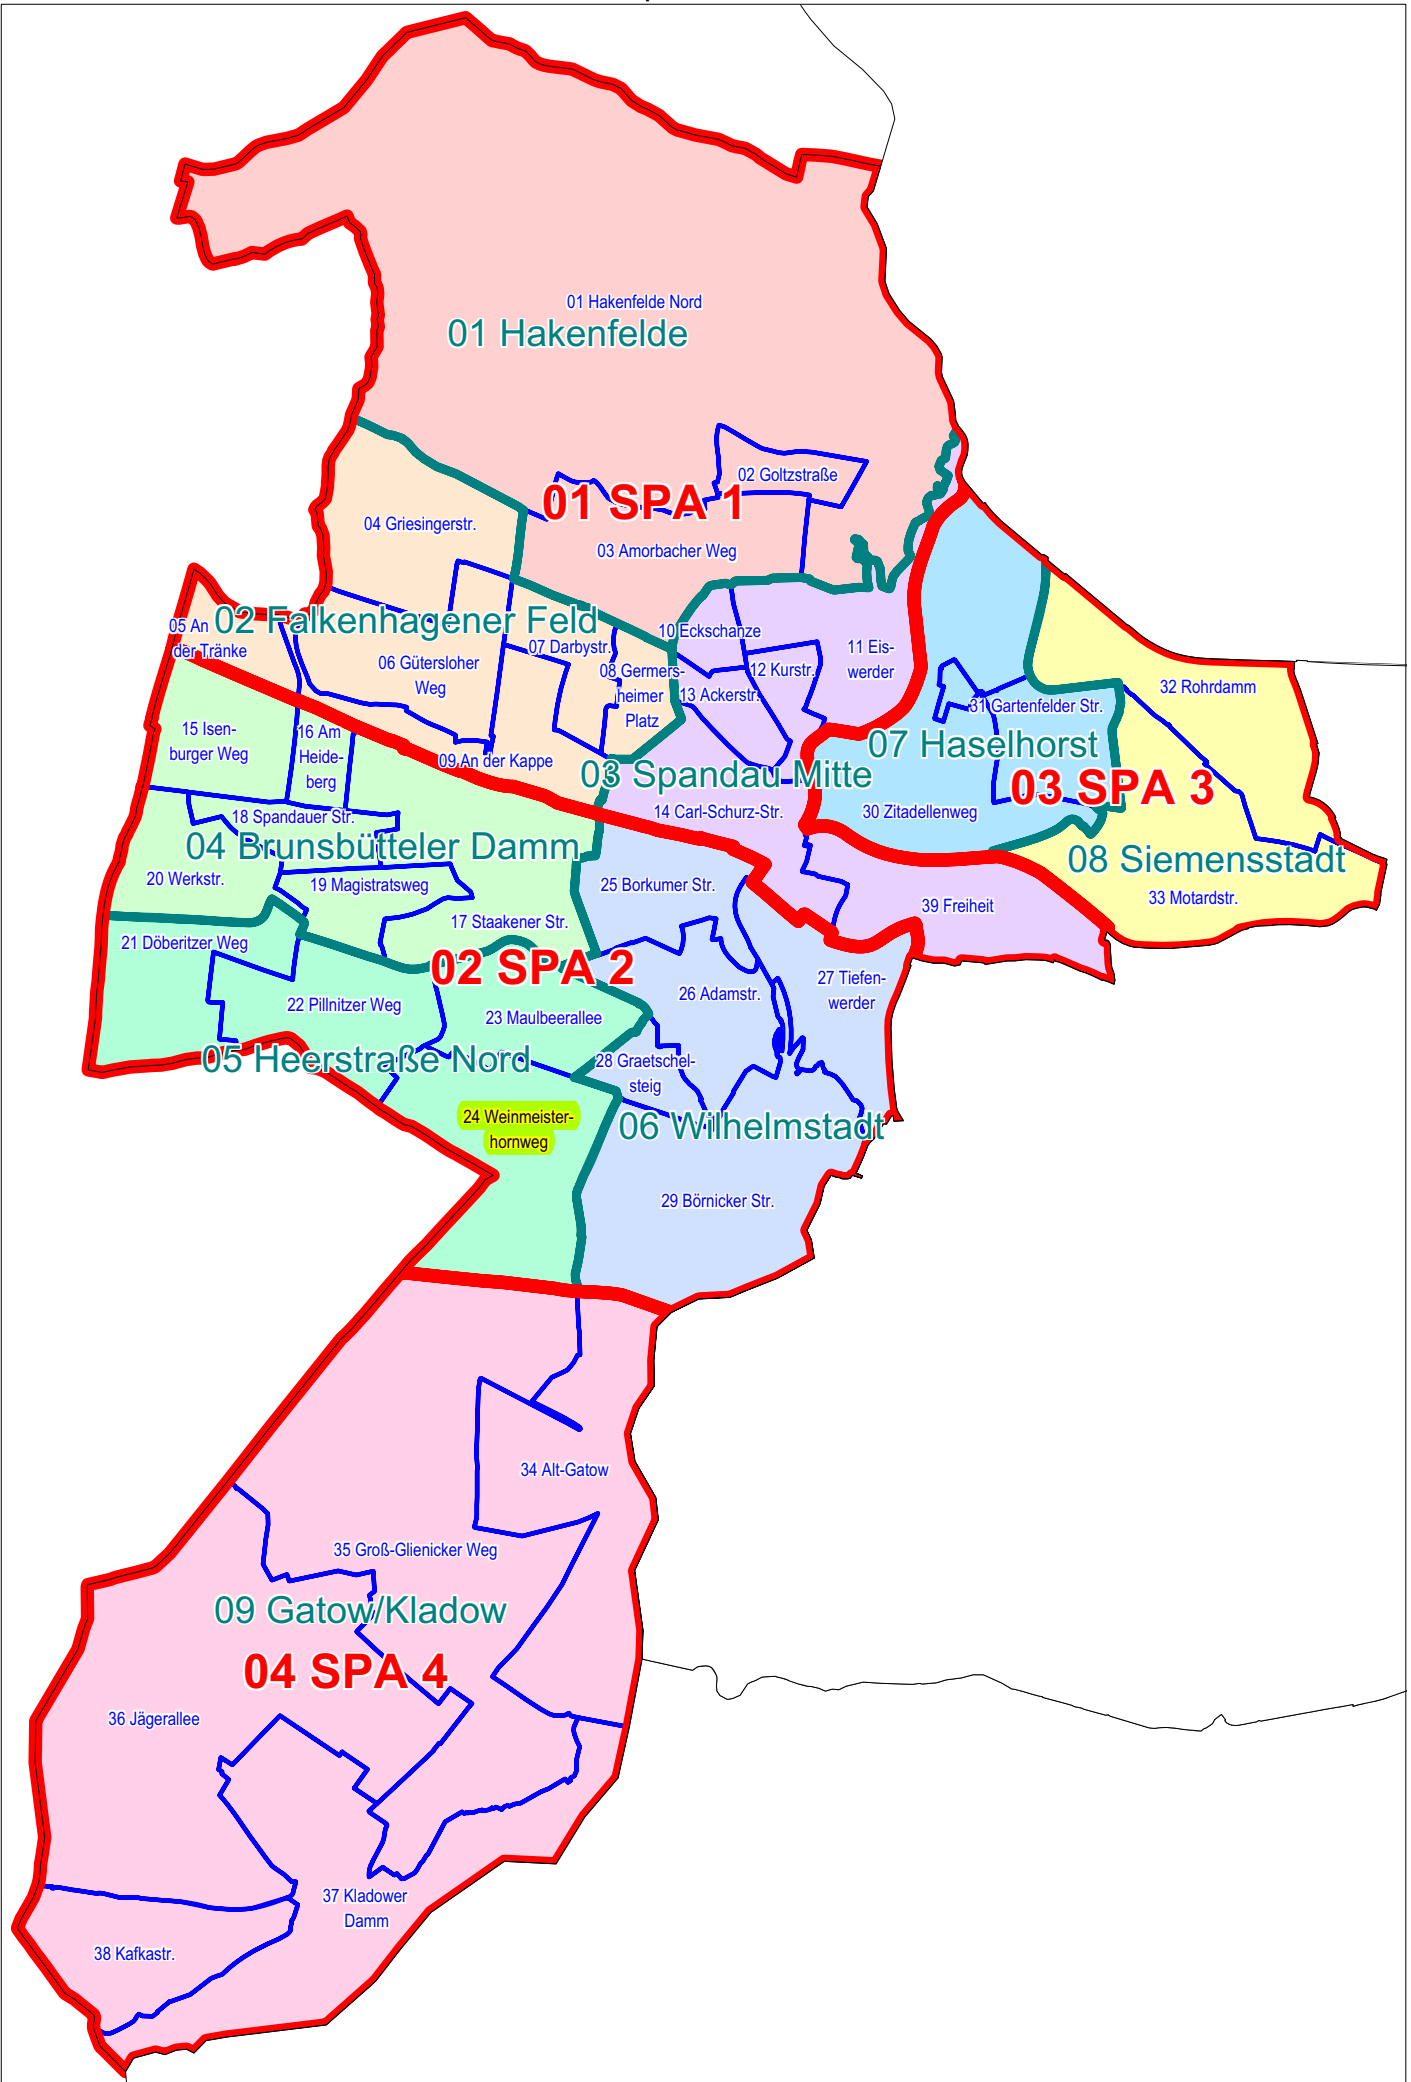 01 Hakenfelde Nord
01 Hakenfelde
02 Goltzstraße
01 SPA 1
04 Griesingerstr.
03 Amorbacher Weg
02 Falkenhagener Feld
05 An
der Tränke
10 Eckschanze
07 Darbystr.
06 Gütersloher
Weg
08 Germers-
heimer
Platz
12 Kurstr.
13 Ackerstr.
11 Eis-
werder
32 Rohrdamm
31 Gartenfelder Str.
15 Isen-
burger Weg
16 Am
Heide-
berg
09 An der Kappe
07 Haselhorst
03 Spandau Mitte
03 SPA 3
14 Carl-Schurz-Str.
30 Zitadellenweg
18 Spandauer Str.
04 Brunsbütteler Damm
08 Siemensstadt
20 Werkstr.
19 Magistratsweg
25 Borkumer Str.
33 Motardstr.
39 Freiheit
17 Staakener Str.
21 Döberitzer Weg
02 SPA 2
27 Tiefen-
werder
26 Adamstr.
22 Pillnitzer Weg
23 Maulbeerallee
05 Heerstraße Nord
28 Graetschel-
steig
24 Weinmeister-
hornweg
06 Wilhelmstadt
29 Börnicker Str.
34 Alt-Gatow
35 Groß-Glienicker Weg
09 Gatow/Kladow
04 SPA 4
36 Jägerallee
37 Kladower
Damm
38 Kafkastr.